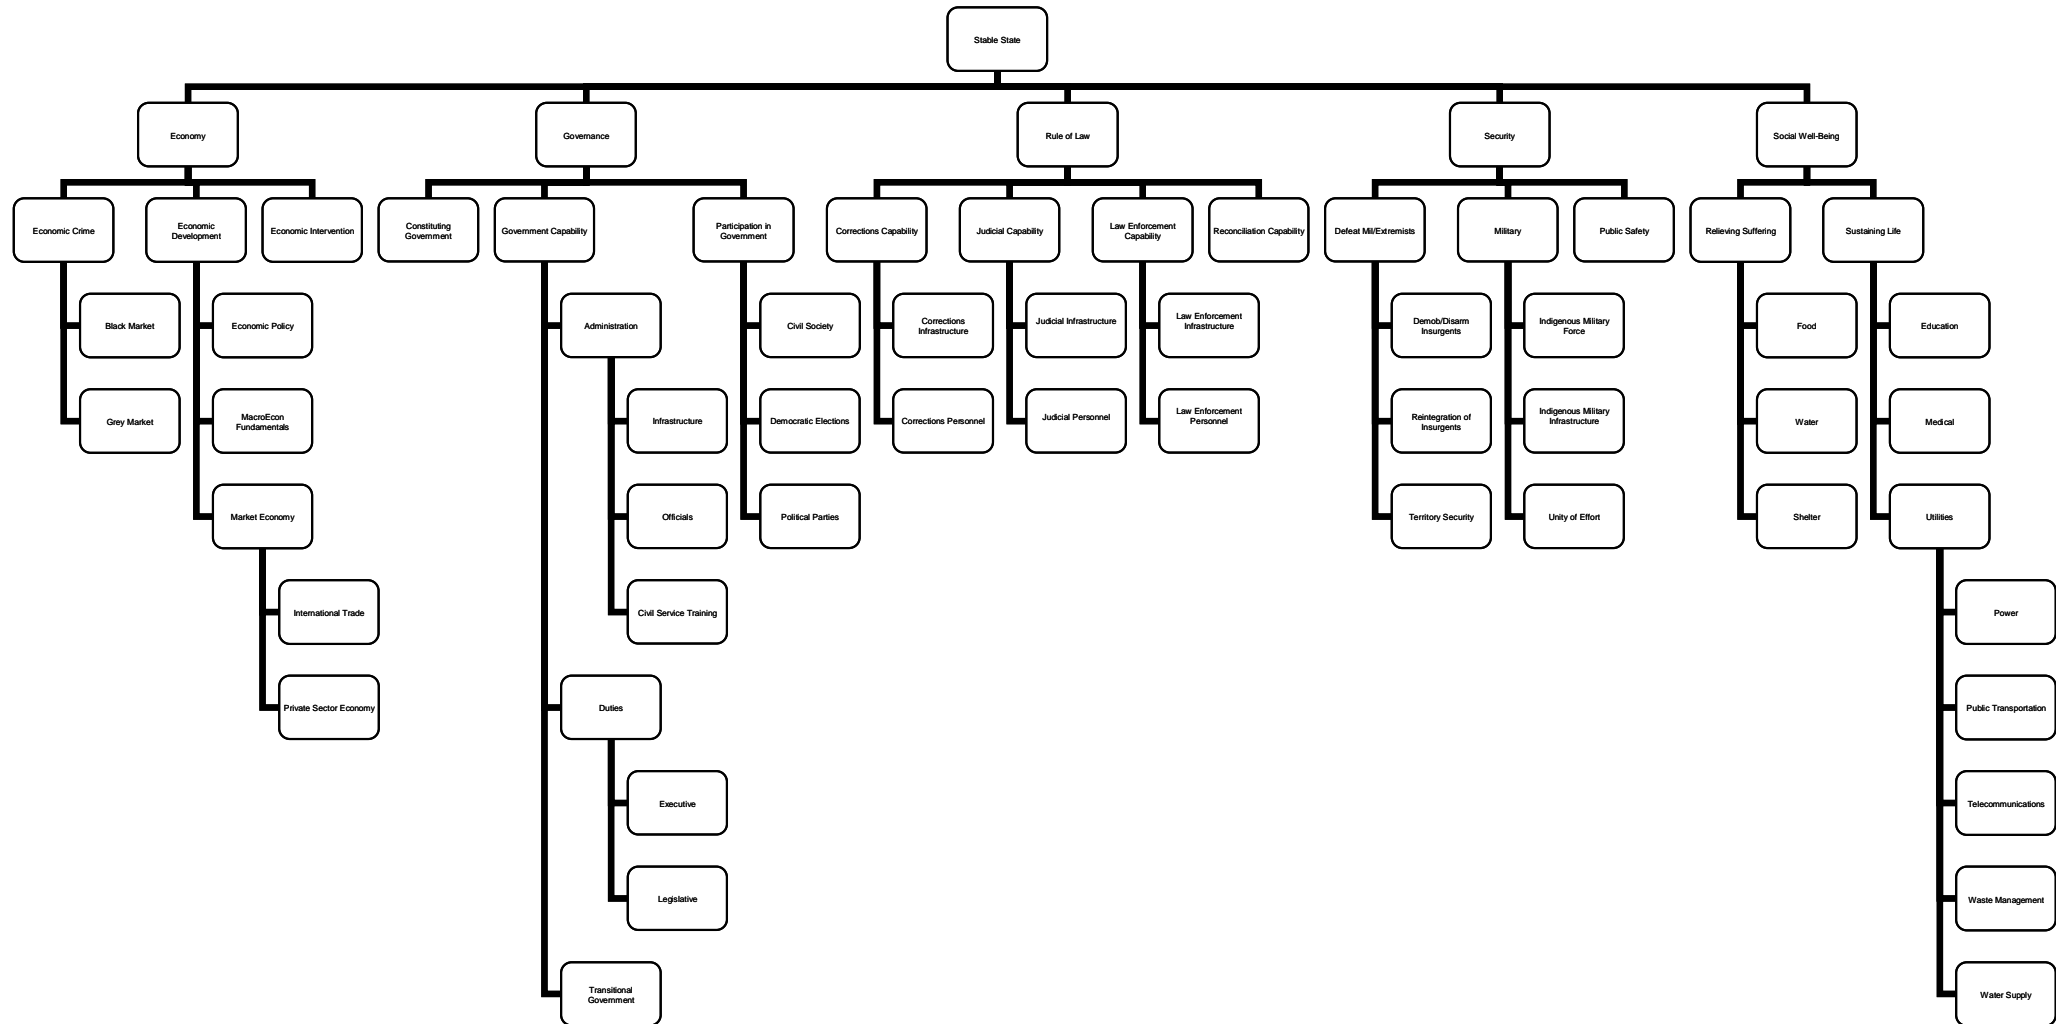 Stable State
Economy
Governance
Rule of Law
Security
Social Well-Being
Economic Crime
Economic
Development
Economic Intervention
Constituting
Government
Government Capability
Participation in
Government
Corrections Capability
Judicial Capability
Law Enforcement
Capability
Reconciliation Capability
Defeat Mil/Extremists
Military
Public Safety
Relieving Suffering
Sustaining Life
Black Market
Economic Policy
Administration
Civil Society
Corrections
Infrastructure
Judicial Infrastructure
Law Enforcement
Infrastructure
Demob/Disarm
Insurgents
Indigenous Military
Force
Food
Education
Grey Market
MacroEcon
Fundamentals
Infrastructure
Democratic Elections
Corrections Personnel
Judicial Personnel
Law Enforcement
Personnel
Reintegration of
Insurgents
Indigenous Military
Infrastructure
Water
Medical
Market Economy
Officials
Political Parties
Territory Security
Unity of Effort
Shelter
Utilities
International Trade
Civil Service Training
Power
Private Sector Economy
Duties
Public Transportation
Executive
Telecommunications
Legislative
Waste Management
Transitional
Government
Water Supply